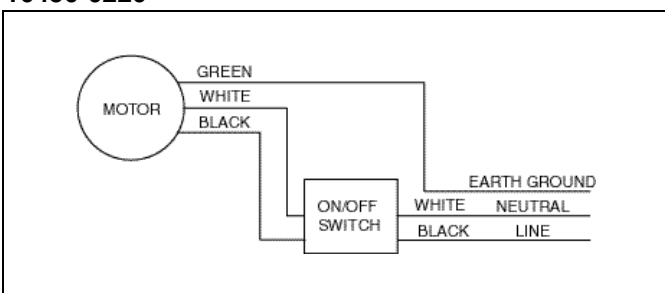 GREEN
WHITE
MOTOR
BLACK
EARTH GROUND
ON/OFF SWITCH
WHITE NEUTRAL
BLACK LINE